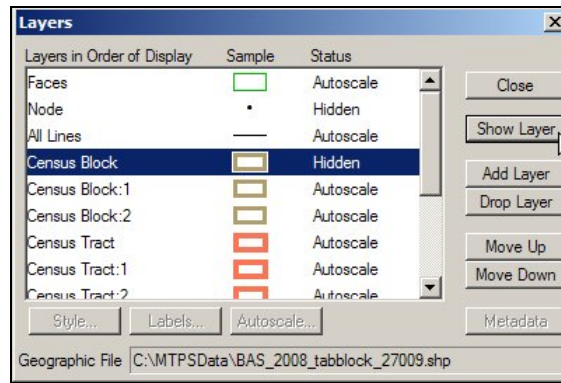 Layers
Layers in Order of Display Sample Status
Faces Autoscale
Node Hidden
All Lines Autoscale
Census Block Hidden
Census Block:1 Autoscale
Census Block:2 Autoscale
Census Tract Autoscale
Census Tract:1 Autoscale
Census Tract:2 Autoscale
Close
Show Layer
Add Layer
Drop Layer
Move Up
Move Down
Style... Labels... Autoscale... Metadata
Geographic File C:\MTPSData\BAS_2008_tabblock_27009.shp